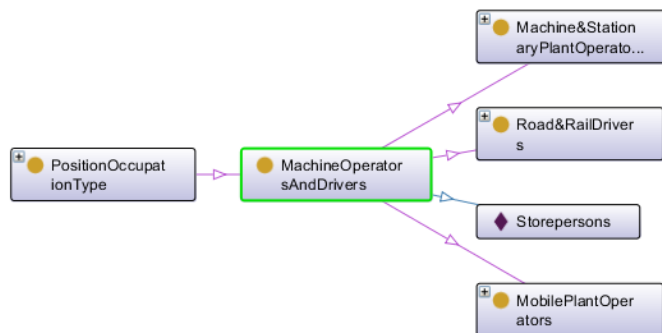 Machine&Station
aryPlantOperato...
Road&RailDriver
s
PositionOccupat
ionType
MachineOperator
sAndDrivers
Storepersons
MobilePlantOper
ators